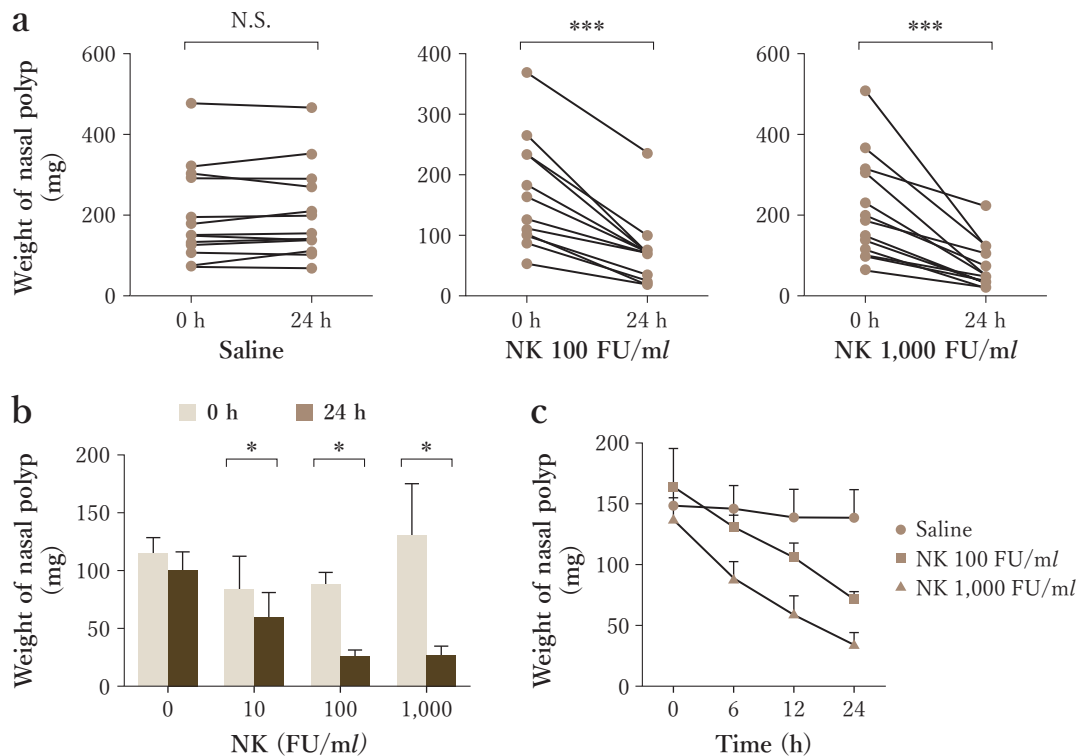 a
N.S.
***
***
Weight of nasal polyp
(mg)
600
400
200
0
0 h
24 h
Saline
400
300
200
100
0
0 h
24 h
NK 100 FU/ml
600
400
200
0
0 h
24 h
NK 1,000 FU/ml
b
0 h
24 h
Weight of nasal polyp
(mg)
200
150
100
50
0
*
*
*
0
10
100
1,000
NK (FU/ml)
c
Weight of nasal polyp
(mg)
200
150
100
50
0
0
6
12
24
Time (h)
Saline
NK 100 FU/ml
NK 1,000 FU/ml